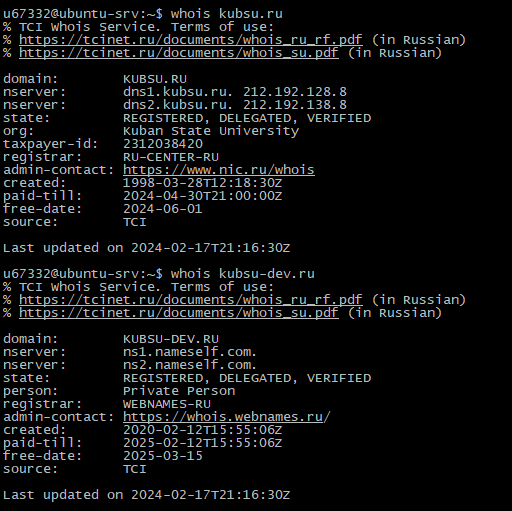 u67332@ubuntu-srv:~$ whois kubsu.ru
% TCI Whois Service. Terms of use:
% https://tcinet.ru/documents/whois_ru_rf.pdf (in Russian)
% https://tcinet.ru/documents/whois_su.pdf (in Russian)

domain:        KUBSU.RU
nserver:       dns1.kubsu.ru. 212.192.128.8
nserver:       dns2.kubsu.ru. 212.192.138.8
state:         REGISTERED, DELEGATED, VERIFIED
org:           Kuban State University
taxpayer-id:   2312038420
registrar:     RU-CENTER-RU
admin-contact: https://www.nic.ru/whois
created:       1998-03-28T12:18:30Z
paid-till:     2024-04-30T21:00:00Z
free-date:     2024-06-01
source:        TCI

Last updated on 2024-02-17T21:16:30Z

u67332@ubuntu-srv:~$ whois kubsu-dev.ru
% TCI Whois Service. Terms of use:
% https://tcinet.ru/documents/whois_ru_rf.pdf (in Russian)
% https://tcinet.ru/documents/whois_su.pdf (in Russian)

domain:        KUBSU-DEV.RU
nserver:       ns1.nameself.com.
nserver:       ns2.nameself.com.
state:         REGISTERED, DELEGATED, VERIFIED
person:        Private Person
registrar:     WEBNAMES-RU
admin-contact: https://whois.webnames.ru/
created:       2020-02-12T15:55:06Z
paid-till:     2025-02-12T15:55:06Z
free-date:     2025-03-15
source:        TCI

Last updated on 2024-02-17T21:16:30Z